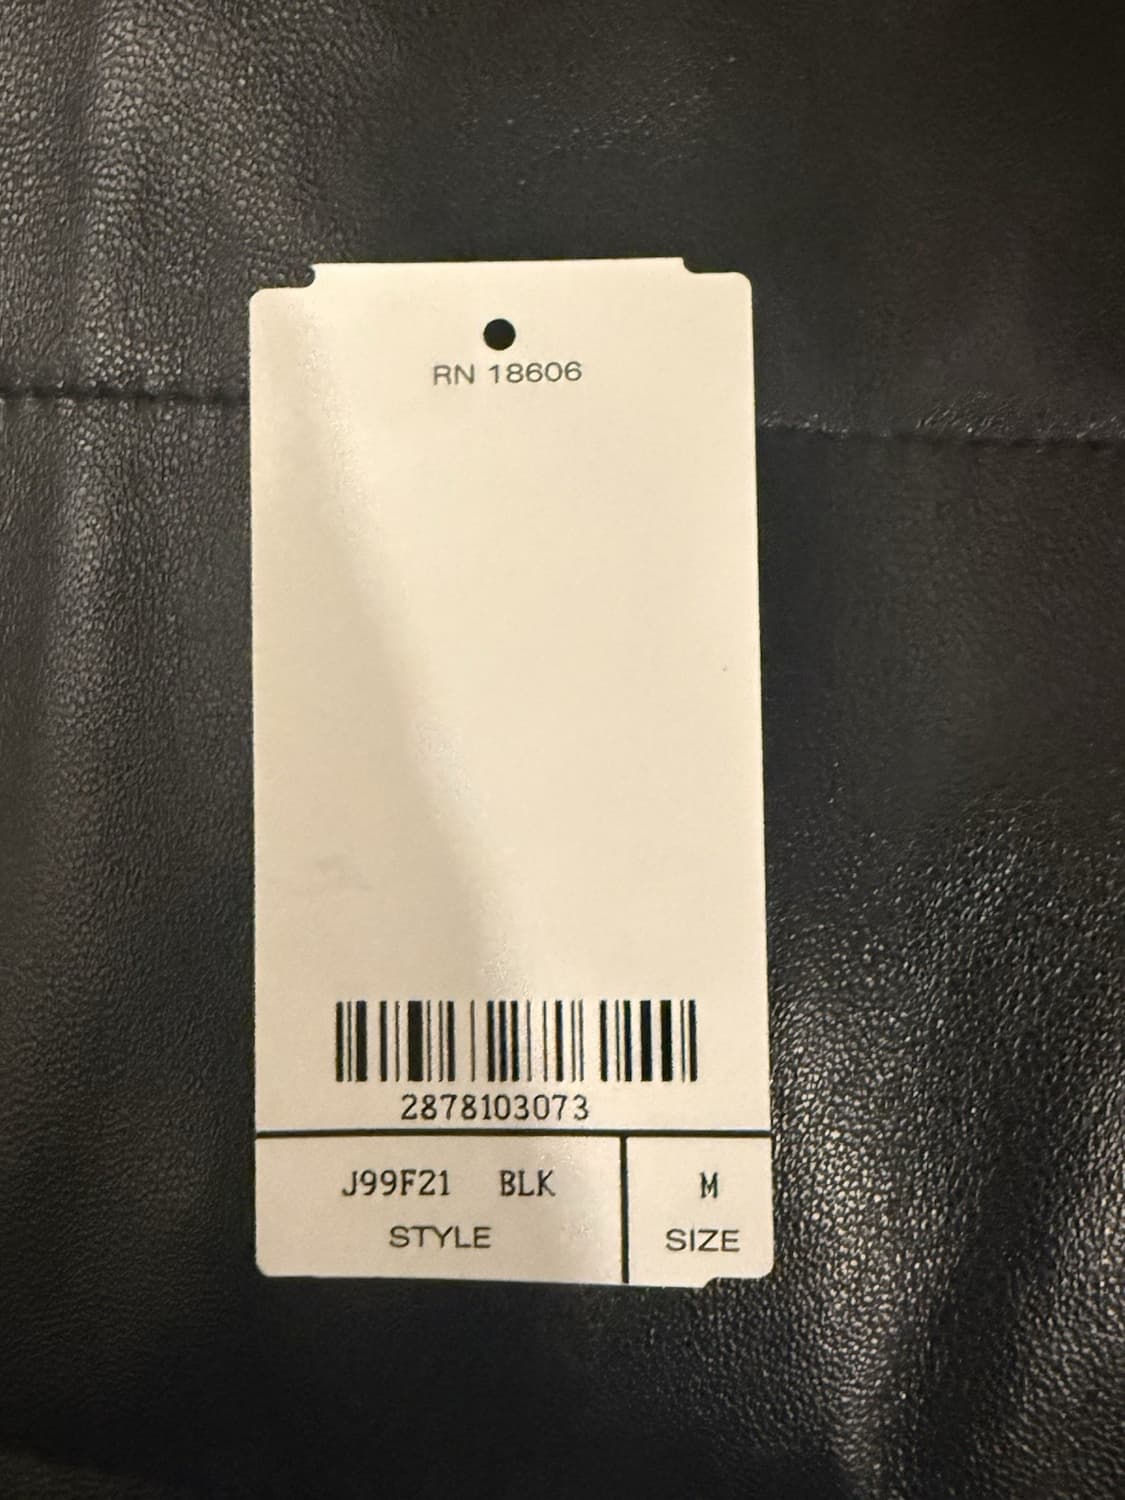 RN 18606
2878103073
J99F21 BLK M
STYLE SIZE